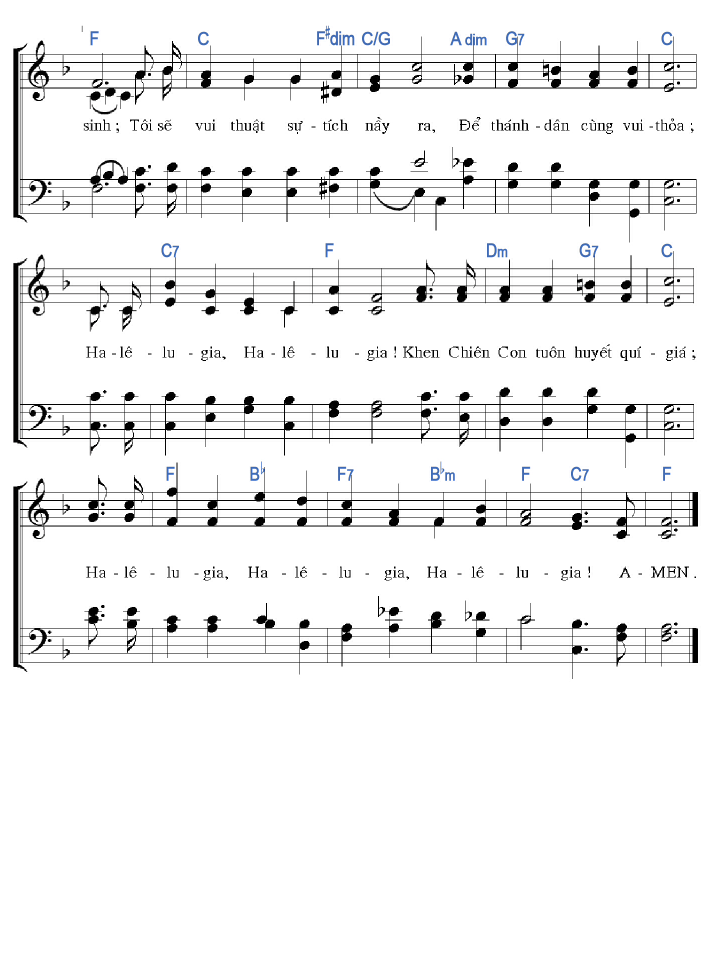 F C F#dim C/G A dim G7 C
sinh; Tôi sẽ vui thuật sự-tích nầy ra, Để thánh-dân cùng vui-thỏa;
C7 F Dm G7 C
Ha-lê-lu-gia, Ha-lê-lu-gia! Khen Chiên Con tuôn huyết quí-giá;
F B♭ F7 B♭m F C7 F
Ha-lê-lu-gia, Ha-lê-lu-gia, Ha-lê-lu-gia! A-MEN.